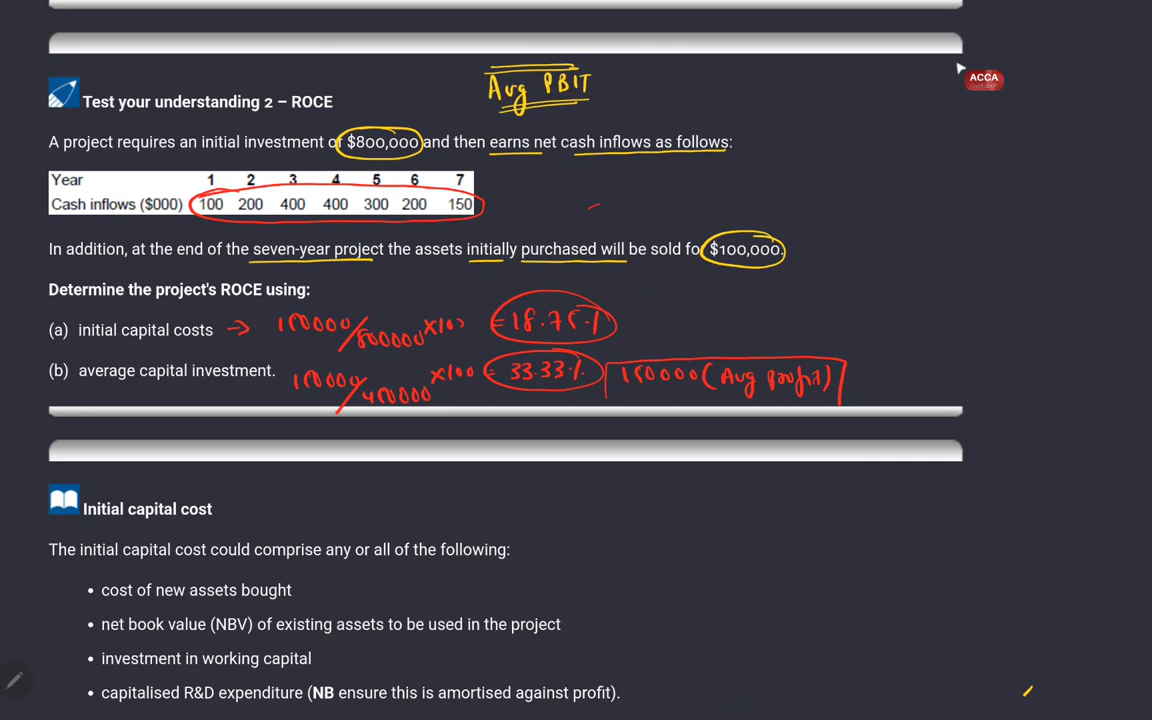 Avg PBIT
ACCA
Test your understanding 2 – ROCE
A project requires an initial investment of $800,000 and then earns net cash inflows as follows:
Year 1 2 3 4 5 6 7
Cash inflows ($000) 100 200 400 400 300 200 150
In addition, at the end of the seven-year project the assets initially purchased will be sold for $100,000.
Determine the project's ROCE using:
(a) initial capital costs → 150000/800000 ×100 = 18.75%
(b) average capital investment. 150000/450000 ×100 = 33.33% 150000 (Avg profit)
Initial capital cost
The initial capital cost could comprise any or all of the following:
• cost of new assets bought
• net book value (NBV) of existing assets to be used in the project
• investment in working capital
• capitalised R&D expenditure (NB ensure this is amortised against profit).